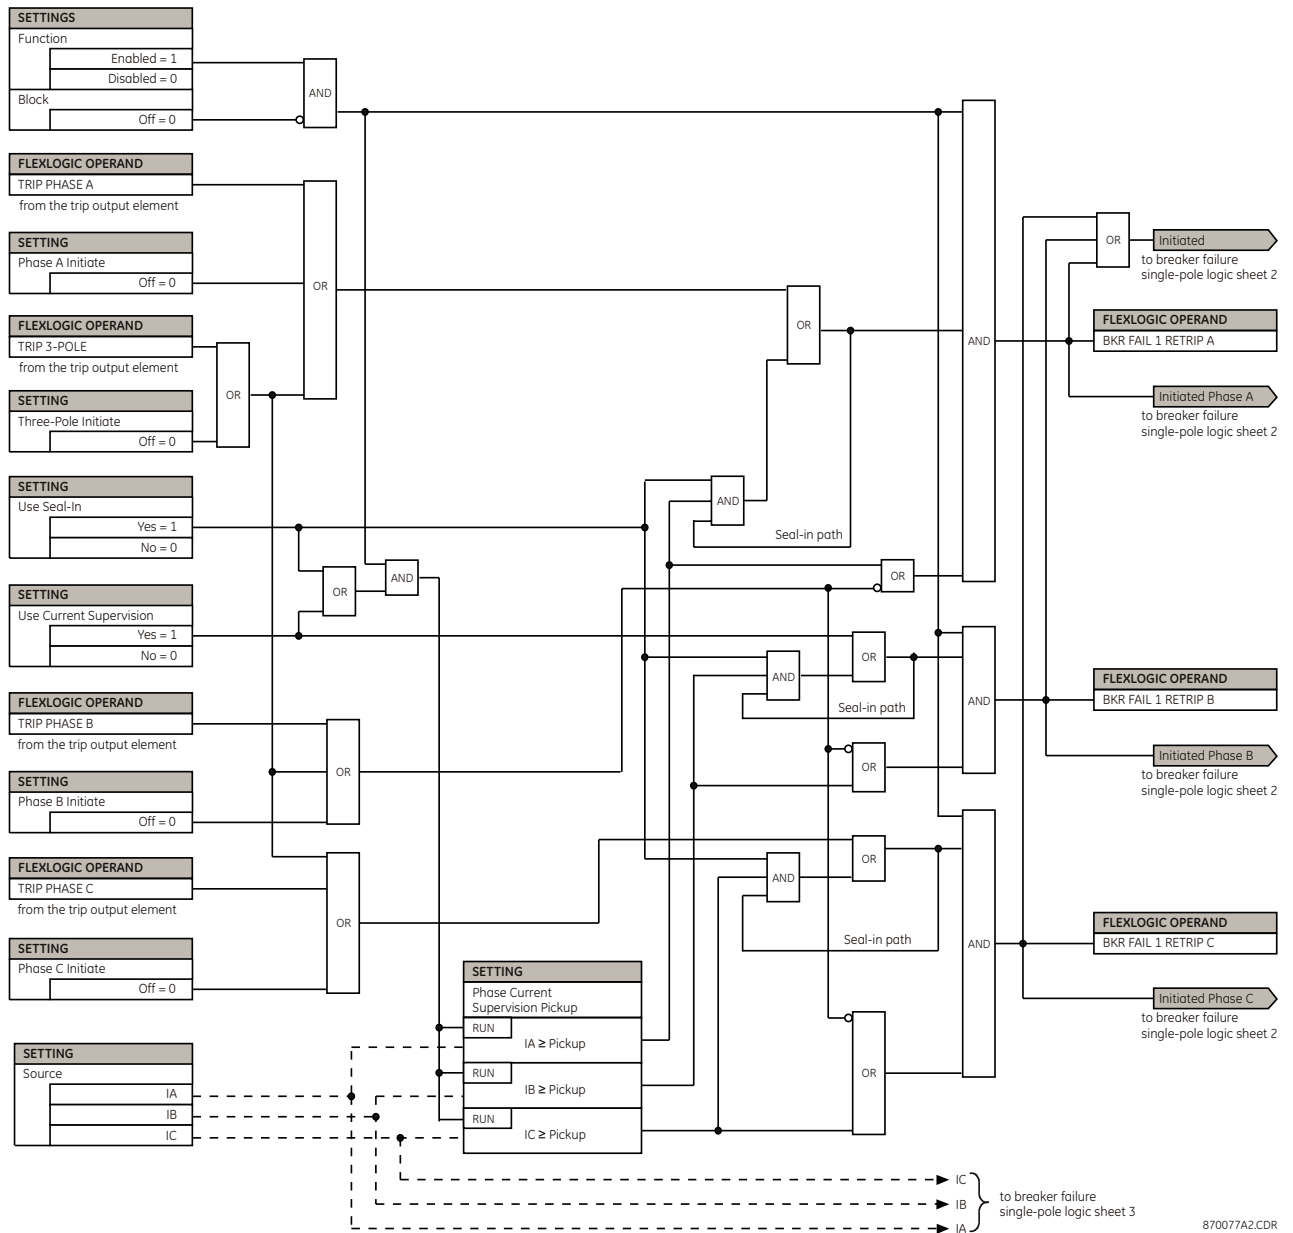 SETTINGS
Function
Enabled = 1
Disabled = 0
Block
Off = 0
AND
FLEXLOGIC OPERAND
TRIP PHASE A
from the trip output element
SETTING
Phase A Initiate
Off = 0
OR
FLEXLOGIC OPERAND
TRIP 3-POLE
from the trip output element
OR
SETTING
Three-Pole Initiate
Off = 0
SETTING
Use Seal-In
Yes = 1
No = 0
OR
AND
SETTING
Use Current Supervision
Yes = 1
No = 0
FLEXLOGIC OPERAND
TRIP PHASE B
from the trip output element
OR
SETTING
Phase B Initiate
Off = 0
FLEXLOGIC OPERAND
TRIP PHASE C
from the trip output element
OR
SETTING
Phase C Initiate
Off = 0
SETTING
Source
IA
IB
IC
SETTING
Phase Current
Supervision Pickup
RUN
IA ≥ Pickup
RUN
IB ≥ Pickup
RUN
IC ≥ Pickup
OR
AND
Seal-in path
OR
OR
AND
Seal-in path
OR
OR
AND
Seal-in path
OR
AND
AND
AND
OR
Initiated
to breaker failure
single-pole logic sheet 2
FLEXLOGIC OPERAND
BKR FAIL 1 RETRIP A
Initiated Phase A
to breaker failure
single-pole logic sheet 2
FLEXLOGIC OPERAND
BKR FAIL 1 RETRIP B
Initiated Phase B
to breaker failure
single-pole logic sheet 2
FLEXLOGIC OPERAND
BKR FAIL 1 RETRIP C
Initiated Phase C
to breaker failure
single-pole logic sheet 2
IC
IB
IA
to breaker failure
single-pole logic sheet 3
870077A2.CDR